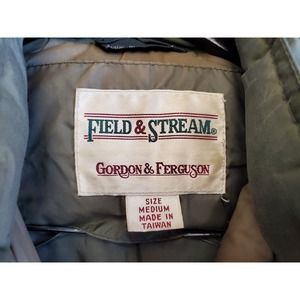 FIELD & STREAM®
GORDON & FERGUSON
SIZE
MEDIUM
MADE IN
TAIWAN